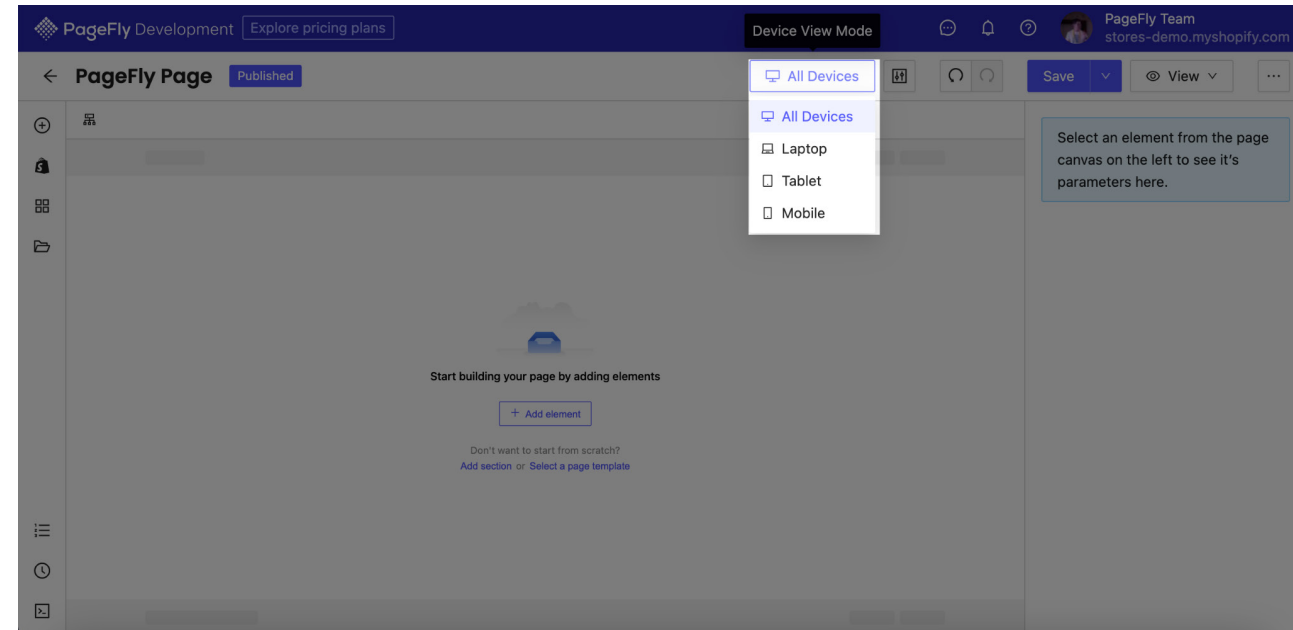 PageFly Development Explore pricing plans
Device View Mode
PageFly Team
stores-demo.myshopify.com
PageFly Page Published
All Devices
Save
View
All Devices
Laptop
Tablet
Mobile
Select an element from the page
canvas on the left to see it's
parameters here.
Start building your page by adding elements
+ Add element
Don't want to start from scratch?
Add section or Select a page template